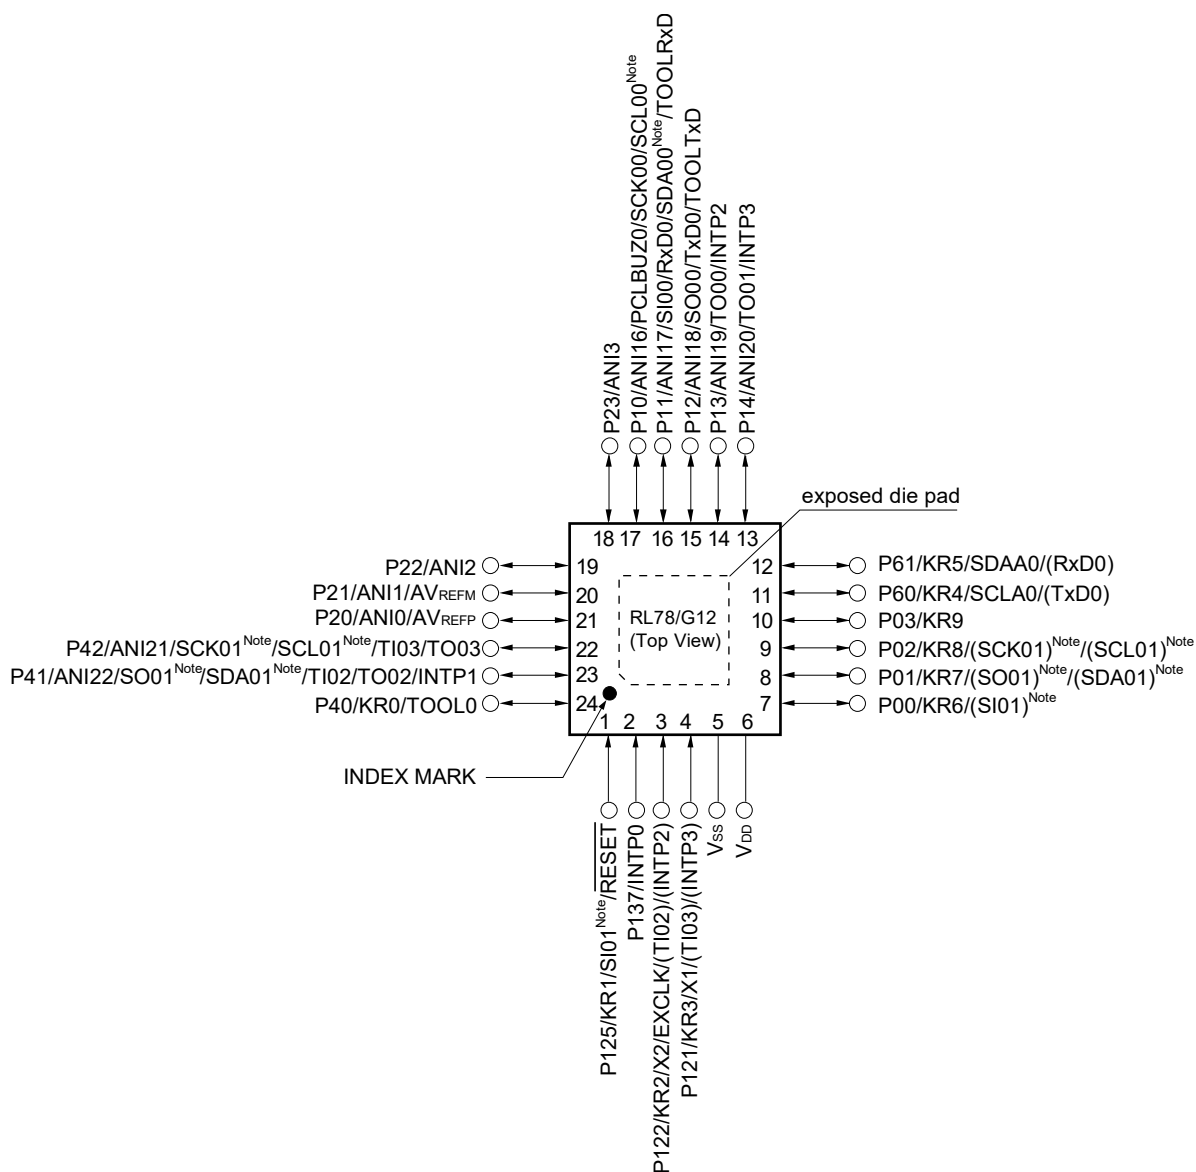 P23/ANI3
P10/ANI16/PCLBUZ0/SCK00/SCL00Note
P11/ANI17/SI00/RxD0/SDA00Note/TOOLRxD
P12/ANI18/SO00/TxD0/TOOLTxD
P13/ANI19/TO00/INTP2
P14/ANI20/TO01/INTP3
exposed die pad
18 17 16 15 14 13
P22/ANI2 19
P21/ANI1/AVREFM 20
P20/ANI0/AVREFP 21
P42/ANI21/SCK01Note/SCL01Note/TI03/TO03 22
P41/ANI22/SO01Note/SDA01Note/TI02/TO02/INTP1 23
P40/KR0/TOOL0 24
RL78/G12
(Top View)
12 P61/KR5/SDAA0/(RxD0)
11 P60/KR4/SCLA0/(TxD0)
10 P03/KR9
9 P02/KR8/(SCK01)Note/(SCL01)Note
8 P01/KR7/(SO01)Note/(SDA01)Note
7 P00/KR6/(SI01)Note
1 2 3 4 5 6
INDEX MARK
P125/KR1/SI01Note/RESET
P137/INTP0
P122/KR2/X2/EXCLK/(TI02)/(INTP2)
P121/KR3/X1/(TI03)/(INTP3)
VSS
VDD